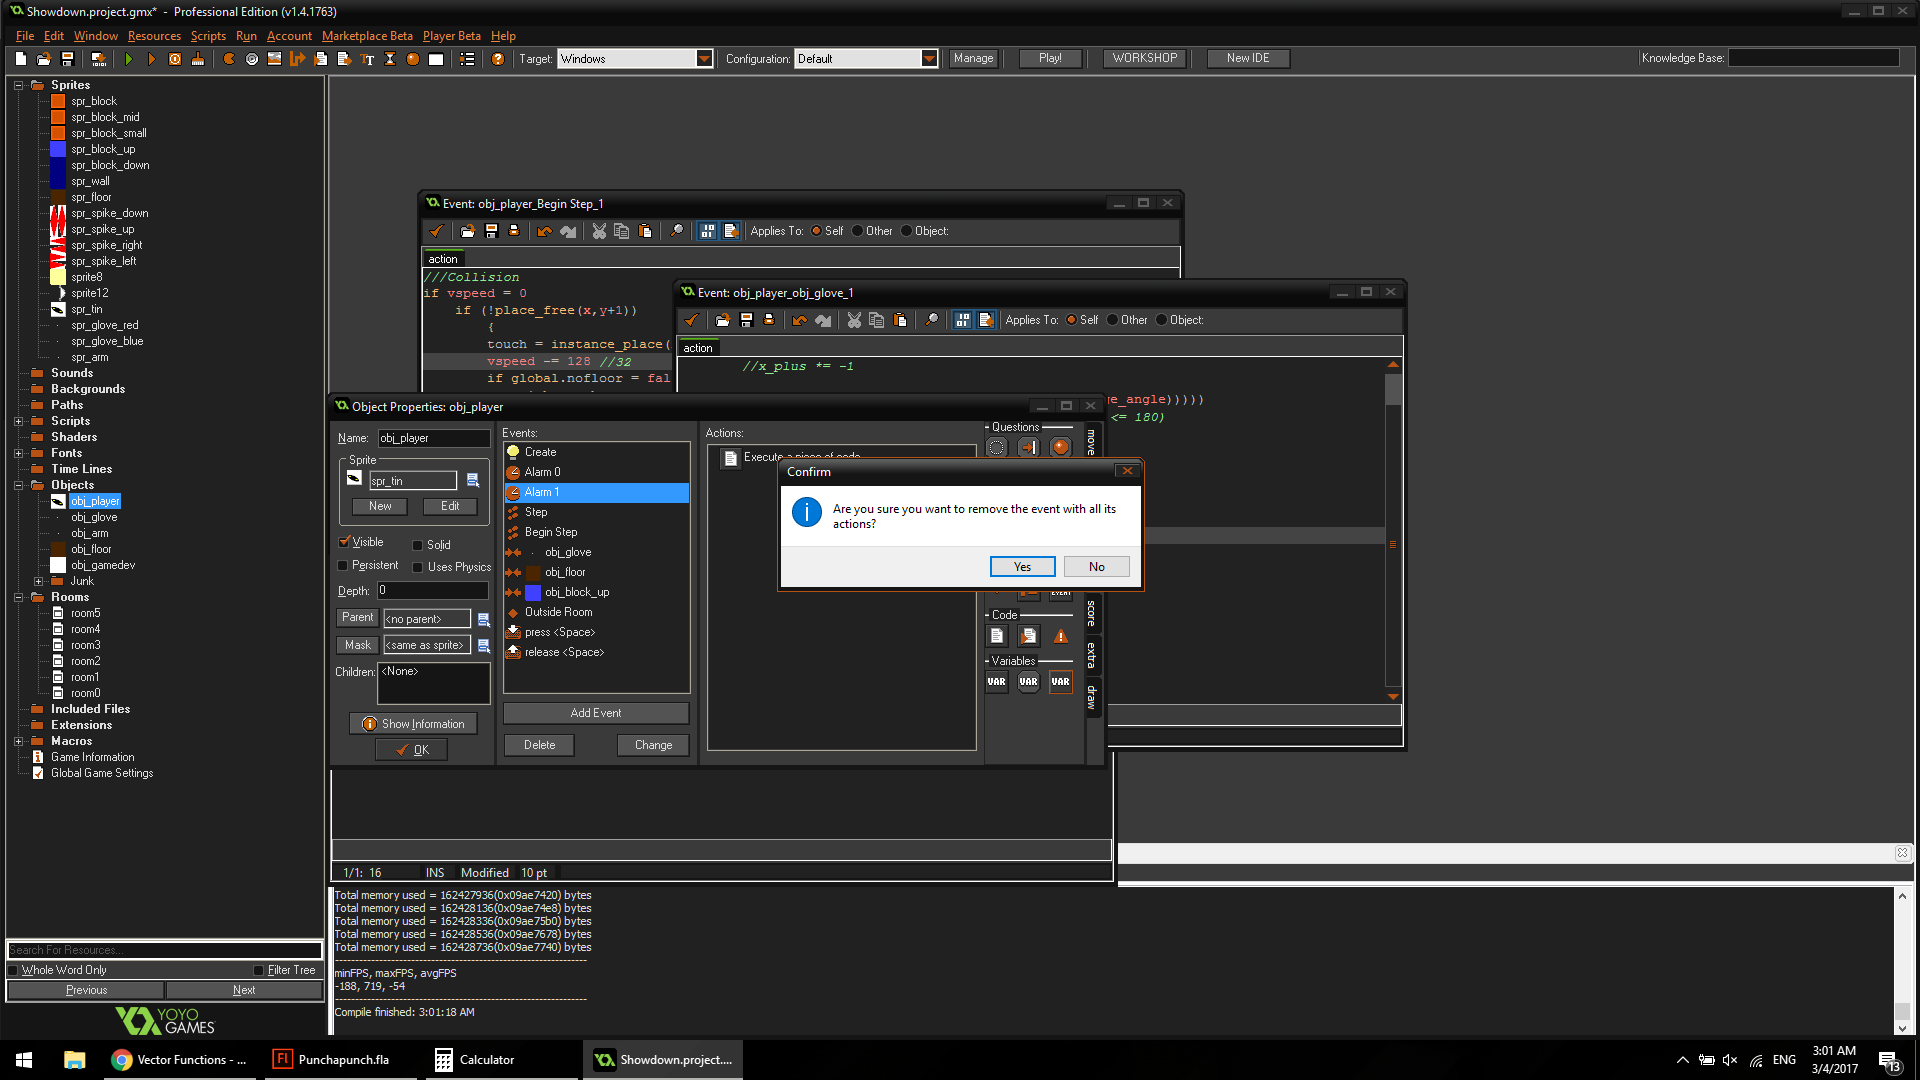 Showdown.project.gmx* - Professional Edition (v1.4.1763)
File Edit Window Resources Scripts Run Account Marketplace Beta Player Beta Help
Target: Windows Configuration: Default Manage Play! WORKSHOP New IDE Knowledge Base:
Sprites
spr_block
spr_block_mid
spr_block_small
spr_block_up
spr_block_down
spr_wall
spr_floor
spr_spike_down
spr_spike_up
spr_spike_right
spr_spike_left
sprite8
sprite12
spr_tin
spr_glove_red
spr_glove_blue
spr_arm
Sounds
Backgrounds
Paths
Scripts
Shaders
Fonts
Time Lines
Objects
obj_player
obj_glove
obj_arm
obj_floor
obj_gamedev
Junk
Rooms
room5
room4
room3
room2
room1
room0
Included Files
Extensions
Macros
Game Information
Global Game Settings
Search For Resources...
Whole Word Only Filter Tree
Previous Next
YOYO
GAMES
Event: obj_player_Begin Step_1
Applies To: Self Other Object:
action
///Collision
if vspeed = 0
if (!place_free(x,y+1))
{
touch = instance_place(
vspeed -= 128 //32
if global.nofloor = fal
Event: obj_player_obj_glove_1
Applies To: Self Other Object:
action
//x_plus *= -1
ge_angle)))))
<= 180)
Object Properties: obj_player
Name: obj_player
Sprite
spr_tin
New Edit
Visible Solid
Persistent Uses Physics
Depth: 0
Parent <no parent>
Mask <same as sprite>
Children: <None>
Show Information
OK
Events:
Create
Alarm 0
Alarm 1
Step
Begin Step
obj_glove
obj_floor
obj_block_up
Outside Room
press <Space>
release <Space>
Add Event
Delete Change
Actions:
Execute a piece of code
Questions
EVENT
Code
Variables
VAR VAR VAR
move
score
extra
draw
Confirm
Are you sure you want to remove the event with all its
actions?
Yes No
1/1: 16 INS Modified 10 pt
Total memory used = 162427936(0x09ae7420) bytes
Total memory used = 162428136(0x09ae74e8) bytes
Total memory used = 162428336(0x09ae75b0) bytes
Total memory used = 162428536(0x09ae7678) bytes
Total memory used = 162428736(0x09ae7740) bytes
minFPS, maxFPS, avgFPS
-188, 719, -54
Compile finished: 3:01:18 AM
Vector Functions - ... Punchapunch.fla Calculator Showdown.project.... ENG 3:01 AM
3/4/2017
13